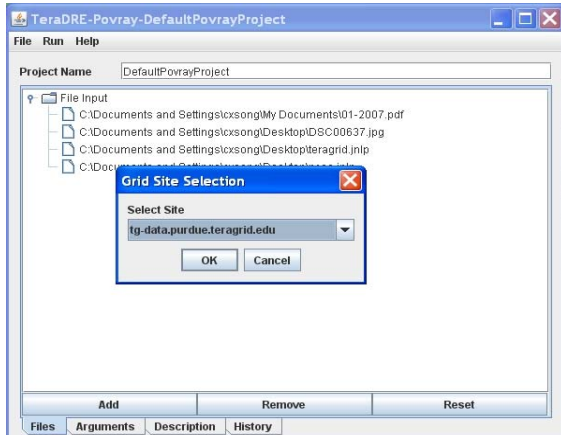 TeraDRE-Povray-DefaultPovrayProject
File Run Help
Project Name DefaultPovrayProject
File Input
C:\Documents and Settings\cxsong\My Documents\01-2007.pdf
C:\Documents and Settings\cxsong\Desktop\DSC00637.jpg
C:\Documents and Settings\cxsong\Desktop\teragrid.jnlp
Grid Site Selection
Select Site
tg-data.purdue.teragrid.edu
OK Cancel
Add Remove Reset
Files Arguments Description History